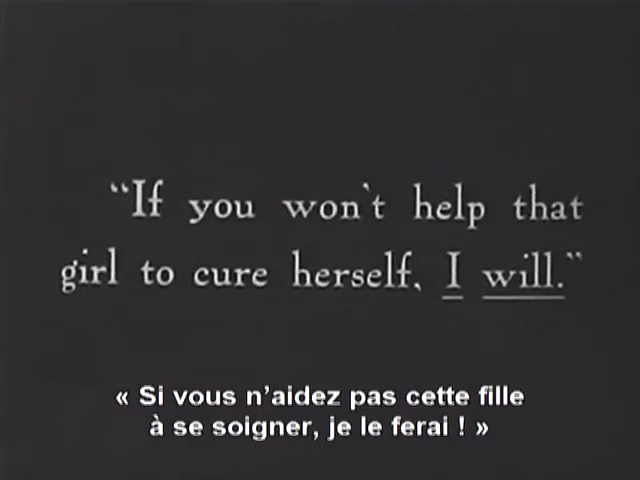 “If you won't help that
girl to cure herself, I will.”
« Si vous n’aidez pas cette fille
à se soigner, je le ferai ! »